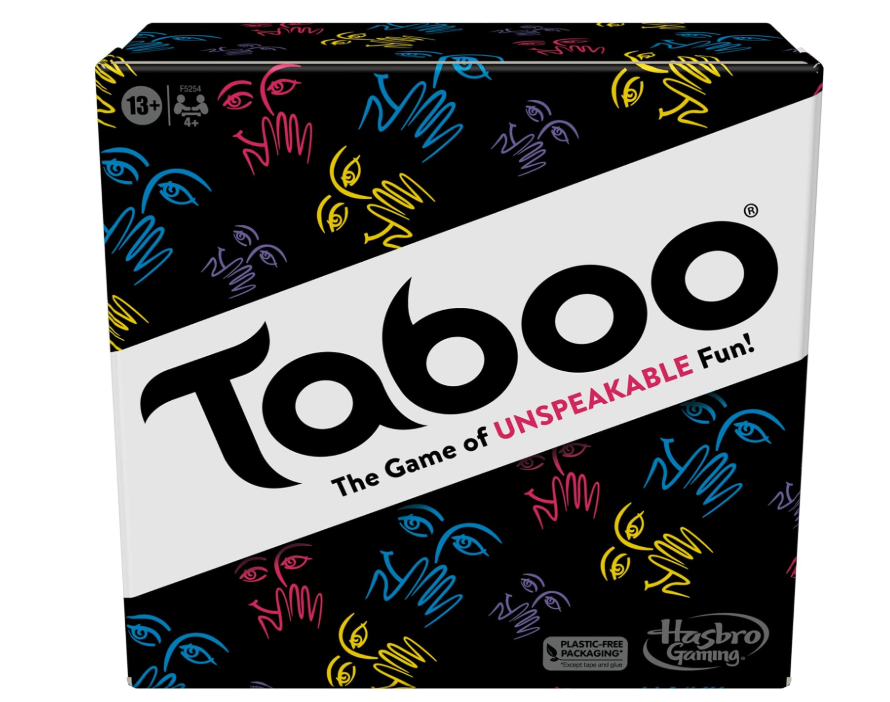 13+
F5254
4+
Taboo®
The Game of UNSPEAKABLE Fun!
PLASTIC-FREE
PACKAGING*
*Except tape and glue
Hasbro
Gaming